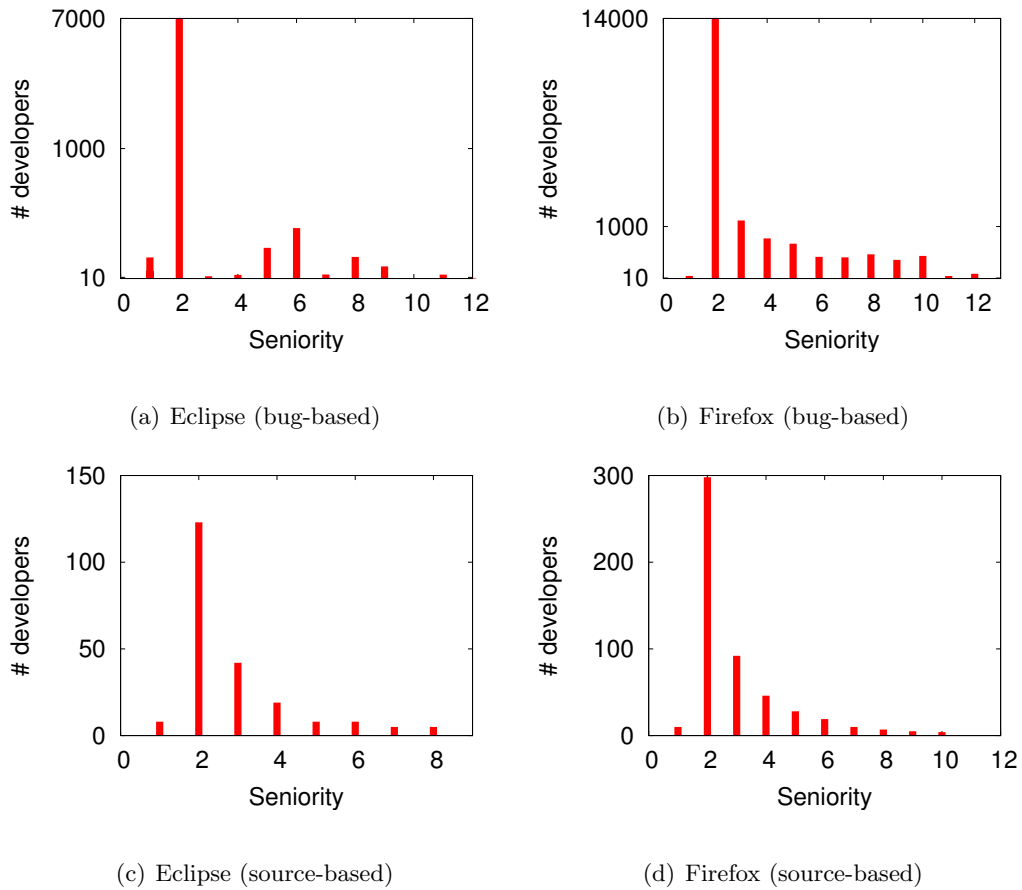 7000
1000
10
# developers
0 2 4 6 8 10 12
Seniority
(a) Eclipse (bug-based)
14000
1000
10
# developers
0 2 4 6 8 10 12
Seniority
(b) Firefox (bug-based)
150
100
50
0
# developers
0 2 4 6 8
Seniority
(c) Eclipse (source-based)
300
200
100
0
# developers
0 2 4 6 8 10 12
Seniority
(d) Firefox (source-based)